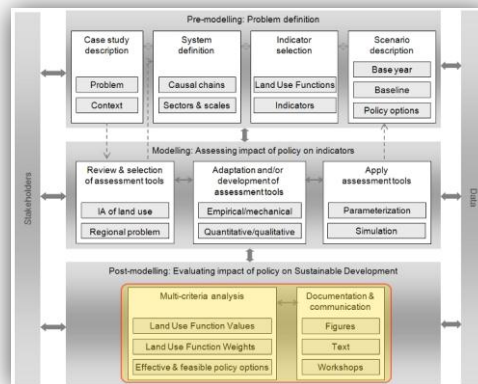 Pre-modelling: Problem definition
Case study
description
Problem
Context
System
definition
Causal chains
Sectors & scales
Indicator
selection
Land Use Functions
Indicators
Scenario
description
Base year
Baseline
Policy options
Stakeholders
Data
Modelling: Assessing impact of policy on indicators
Review & selection
of assessment tools
IA of land use
Regional problem
Adaptation and/or
development of
assessment tools
Empirical/mechanical
Quantitative/qualitative
Apply
assessment tools
Parameterization
Simulation
Post-modelling: Evaluating impact of policy on Sustainable Development
Multi-criteria analysis
Land Use Function Values
Land Use Function Weights
Effective & feasible policy options
Documentation &
communication
Figures
Text
Workshops